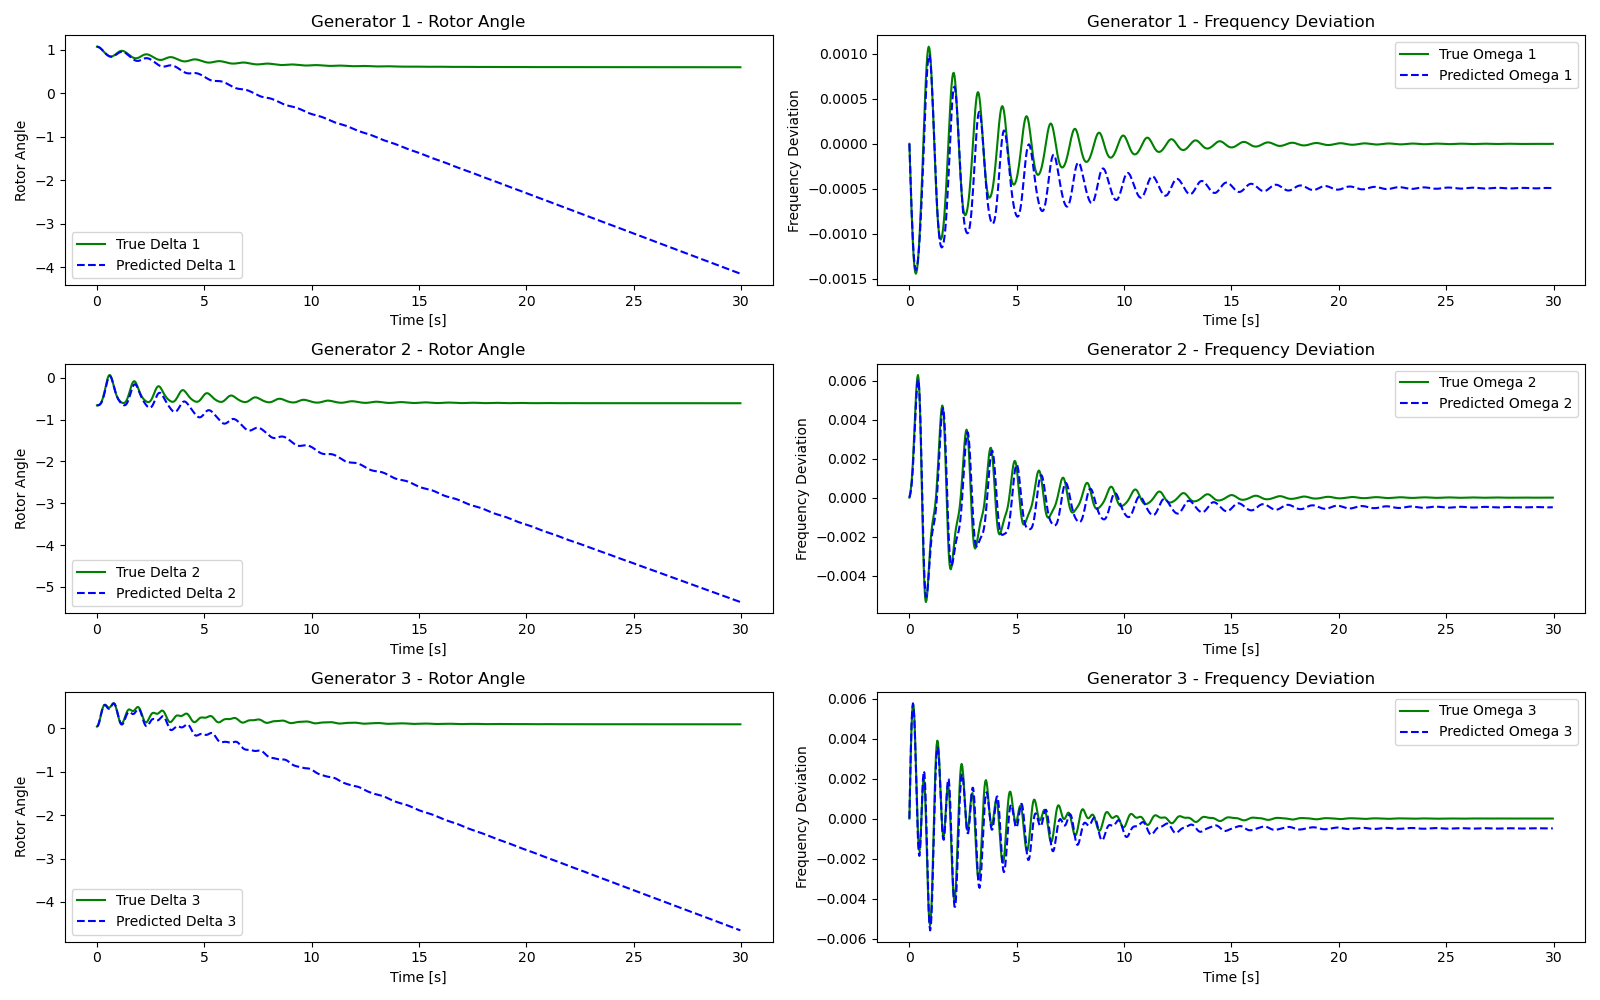 Generator 1 - Rotor Angle
1
0
−1
−2
−3
−4
Rotor Angle
True Delta 1
Predicted Delta 1
0 5 10 15 20 25 30
Time [s]
Generator 1 - Frequency Deviation
0.0010
0.0005
0.0000
−0.0005
−0.0010
−0.0015
Frequency Deviation
True Omega 1
Predicted Omega 1
0 5 10 15 20 25 30
Time [s]
Generator 2 - Rotor Angle
0
−1
−2
−3
−4
−5
Rotor Angle
True Delta 2
Predicted Delta 2
0 5 10 15 20 25 30
Time [s]
Generator 2 - Frequency Deviation
0.006
0.004
0.002
0.000
−0.002
−0.004
Frequency Deviation
True Omega 2
Predicted Omega 2
0 5 10 15 20 25 30
Time [s]
Generator 3 - Rotor Angle
0
−1
−2
−3
−4
Rotor Angle
True Delta 3
Predicted Delta 3
0 5 10 15 20 25 30
Time [s]
Generator 3 - Frequency Deviation
0.006
0.004
0.002
0.000
−0.002
−0.004
−0.006
Frequency Deviation
True Omega 3
Predicted Omega 3
0 5 10 15 20 25 30
Time [s]